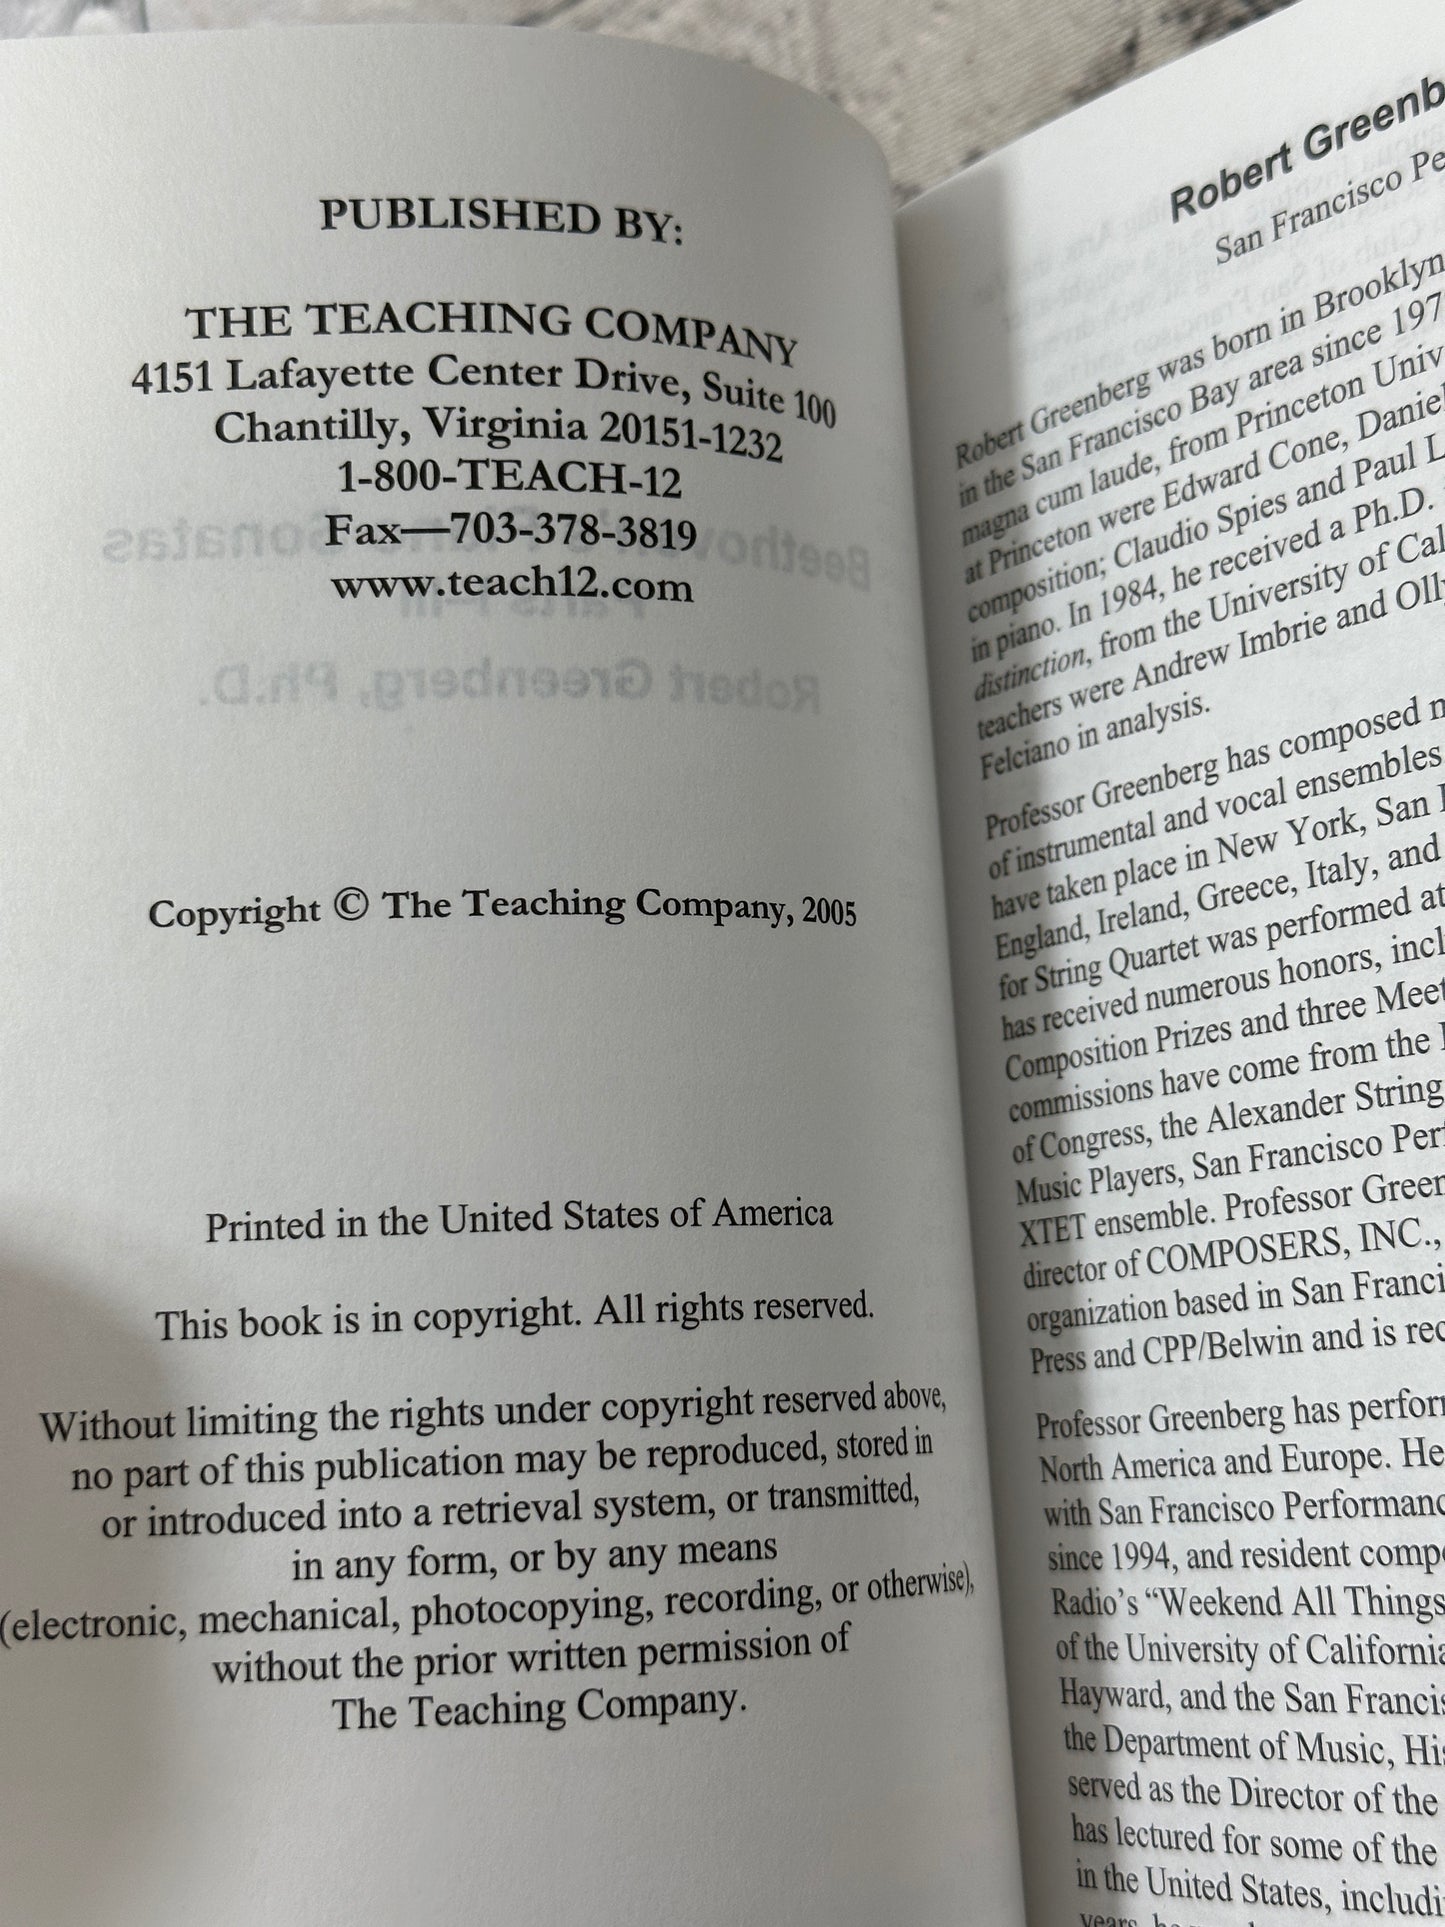 PUBLISHED BY:
THE TEACHING COMPANY
4151 Lafayette Center Drive, Suite 100
Chantilly, Virginia 20151-1232
1-800-TEACH-12
Fax—703-378-3819
www.teach12.com
Copyright © The Teaching Company, 2005
Printed in the United States of America
This book is in copyright. All rights reserved.
Without limiting the rights under copyright reserved above,
no part of this publication may be reproduced, stored in
or introduced into a retrieval system, or transmitted,
in any form, or by any means
(electronic, mechanical, photocopying, recording, or otherwise),
without the prior written permission of
The Teaching Company.
Robert Greenb
San Francisco Pe
Robert Greenberg was born in Brooklyn
in the San Francisco Bay area since 197
magna cum laude, from Princeton Univ
at Princeton were Edward Cone, Daniel
composition; Claudio Spies and Paul L
in piano. In 1984, he received a Ph.D.
distinction, from the University of Cal
teachers were Andrew Imbrie and Olly
Felciano in analysis.
Professor Greenberg has composed
of instrumental and vocal ensembles
have taken place in New York, San
England, Ireland, Greece, Italy, and
for String Quartet was performed at
has received numerous honors, incl
Composition Prizes and three Meet
commissions have come from the
of Congress, the Alexander String
Music Players, San Francisco Perf
XTET ensemble. Professor Green
director of COMPOSERS, INC.,
organization based in San Franci
Press and CPP/Belwin and is rec
Professor Greenberg has perform
North America and Europe. He
with San Francisco Performanc
since 1994, and resident compo
Radio's “Weekend All Things
of the University of California
Hayward, and the San Francis
the Department of Music, His
served as the Director of the
has lectured for some of the
in the United States, includi